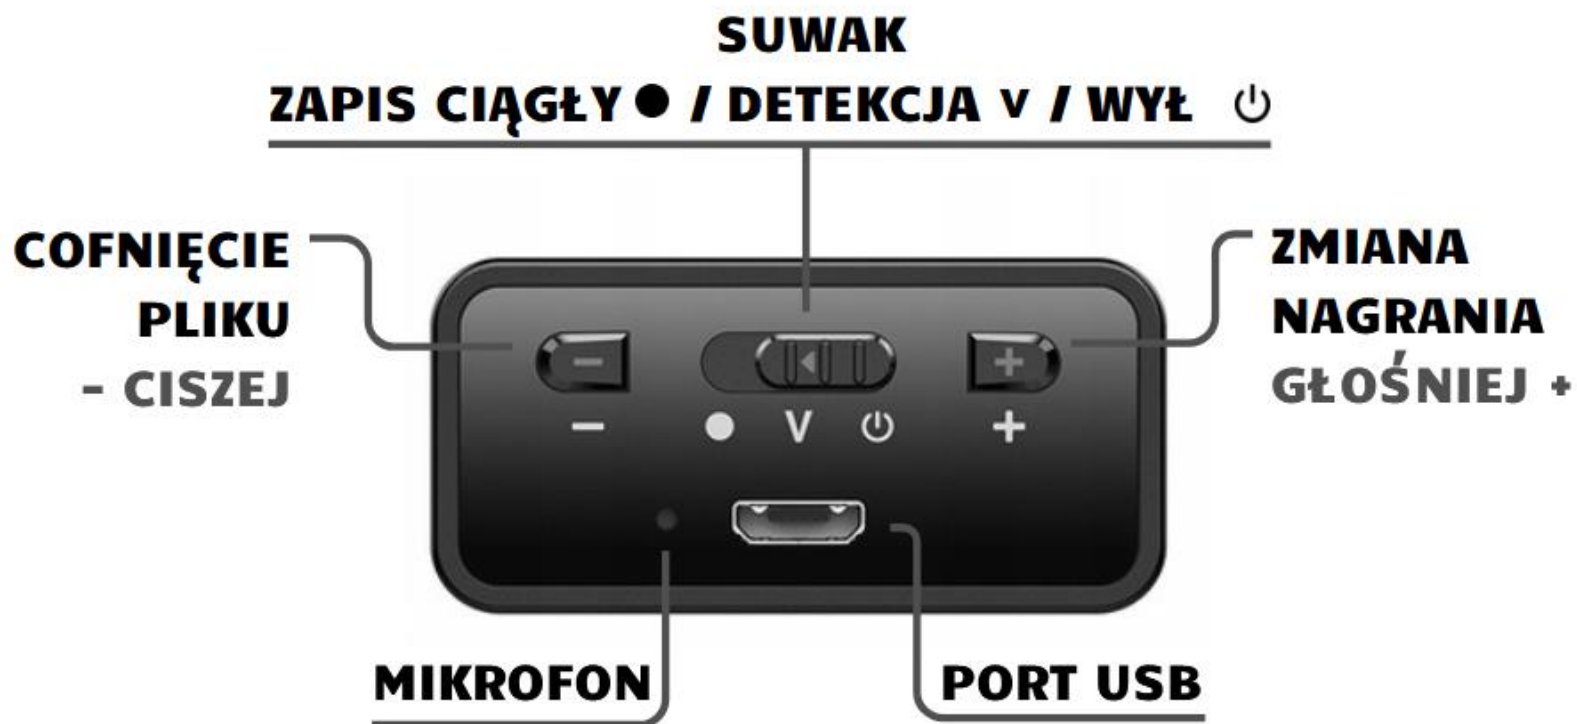 SUWAK
ZAPIS CIĄGŁY ● / DETEKCJA V / WYŁ ⏻
COFNIĘCIE
PLIKU
- CISZEJ
ZMIANA
NAGRANIA
GŁOŚNIEJ +
− +
− ● V ⏻ +
MIKROFON
PORT USB